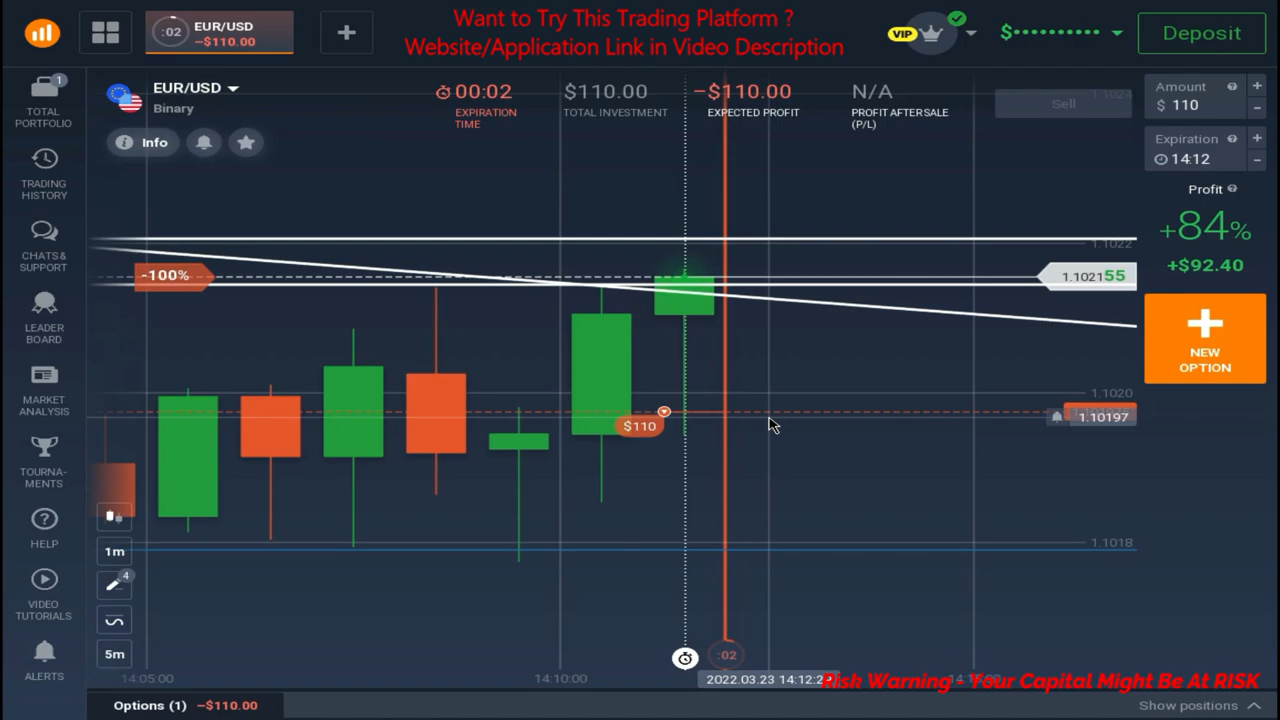 Want to Try This Trading Platform ?
Website/Application Link in Video Description
:02
EUR/USD
−$110.00
VIP
$••••••••••
Deposit
1
TOTAL
PORTFOLIO
TRADING
HISTORY
CHATS &
SUPPORT
LEADER
BOARD
MARKET
ANALYSIS
TOURNA-
MENTS
HELP
VIDEO
TUTORIALS
ALERTS
EUR/USD
Binary
Info
00:02
EXPIRATION
TIME
$110.00
TOTAL INVESTMENT
−$110.00
EXPECTED PROFIT
N/A
PROFIT AFTER SALE
(P/L)
Sell
1.1024
Amount
$ 110
+
−
Expiration
14:12
+
−
Profit
+84%
+$92.40
NEW
OPTION
1.1022
-100%
1.102155
1.1020
$110
1.10197
1.1018
1m
4
5m
:02
14:05:00
14:10:00
2022.03.23 14:12:2
Risk Warning - Your Capital Might Be At RISK
Options (1) −$110.00
Show positions